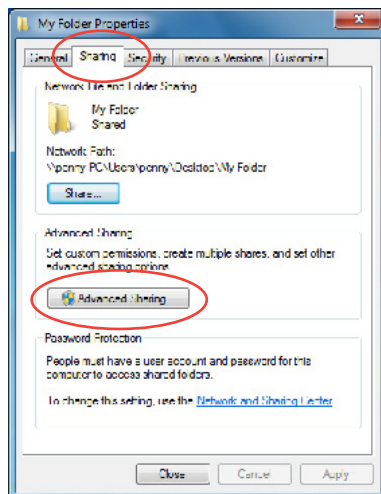 My Folder Properties
General Sharing Security Previous Versions Customize
Network File and Folder Sharing
My Folder
Shared
Network Path:
\\penny-PC\Users\penny\Desktop\My Folder
Share...
Advanced Sharing
Set custom permissions, create multiple shares, and set other
advanced sharing options.
Advanced Sharing
Password Protection
People must have a user account and password for this
computer to access shared folders.
To change this setting, use the Network and Sharing Center.
Close Cancel Apply